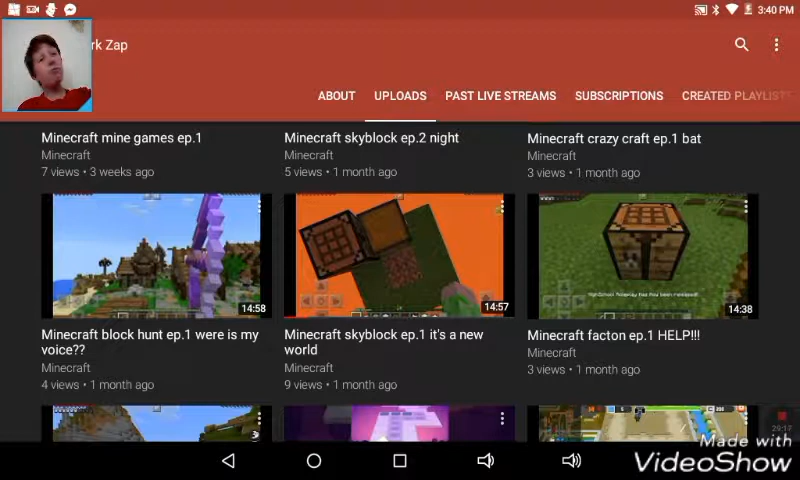 3:40 PM
rk Zap
ABOUT
UPLOADS
PAST LIVE STREAMS
SUBSCRIPTIONS
CREATED PLAYLISTS
Minecraft mine games ep.1
Minecraft
7 views • 3 weeks ago
Minecraft skyblock ep.2 night
Minecraft
5 views • 1 month ago
Minecraft crazy craft ep.1 bat
Minecraft
3 views • 1 month ago
14:58
Minecraft block hunt ep.1 were is my
voice??
Minecraft
4 views • 1 month ago
14:57
Minecraft skyblock ep.1 it's a new
world
Minecraft
9 views • 1 month ago
14:38
Minecraft facton ep.1 HELP!!!
Minecraft
3 views • 1 month ago
29:17
Made with
VideoShow